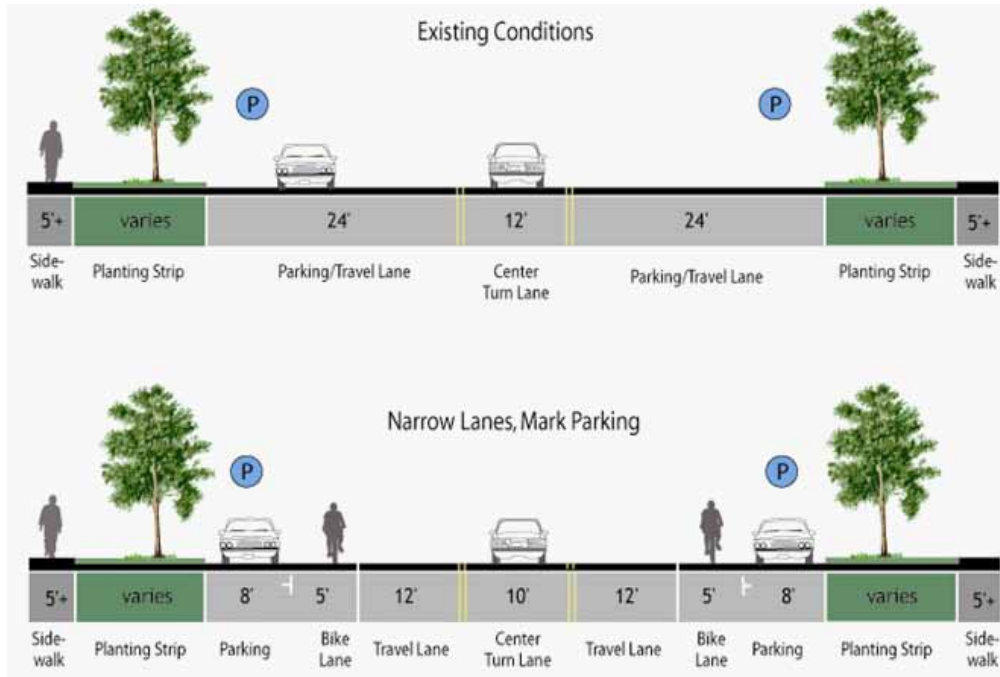 Existing Conditions
P P
5'+ varies 24' 12' 24' varies 5'+
Side-
walk
Planting Strip
Parking/Travel Lane
Center
Turn Lane
Parking/Travel Lane
Planting Strip
Side-
walk
Narrow Lanes, Mark Parking
P P
5'+ varies 8' 5' 12' 10' 12' 5' 8' varies 5'+
Side-
walk
Planting Strip
Parking
Bike
Lane
Travel Lane
Center
Turn Lane
Travel Lane
Bike
Lane
Parking
Planting Strip
Side-
walk